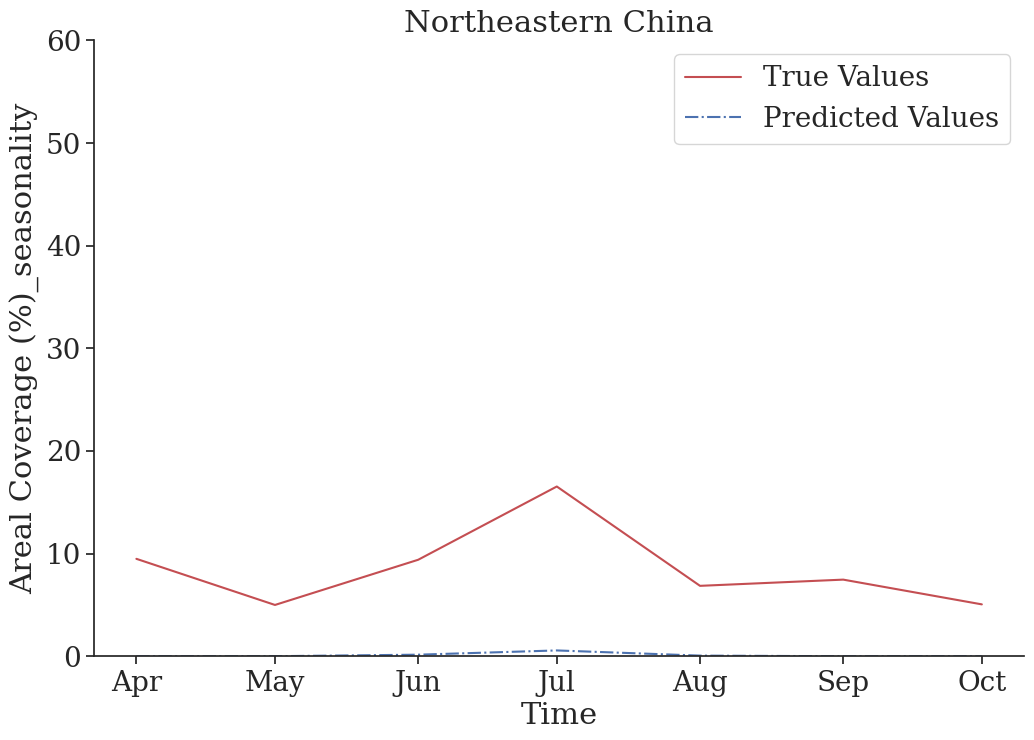 Northeastern China
True Values
Predicted Values
Areal Coverage (%)_seasonality
60
50
40
30
20
10
0
Apr May Jun Jul Aug Sep Oct
Time